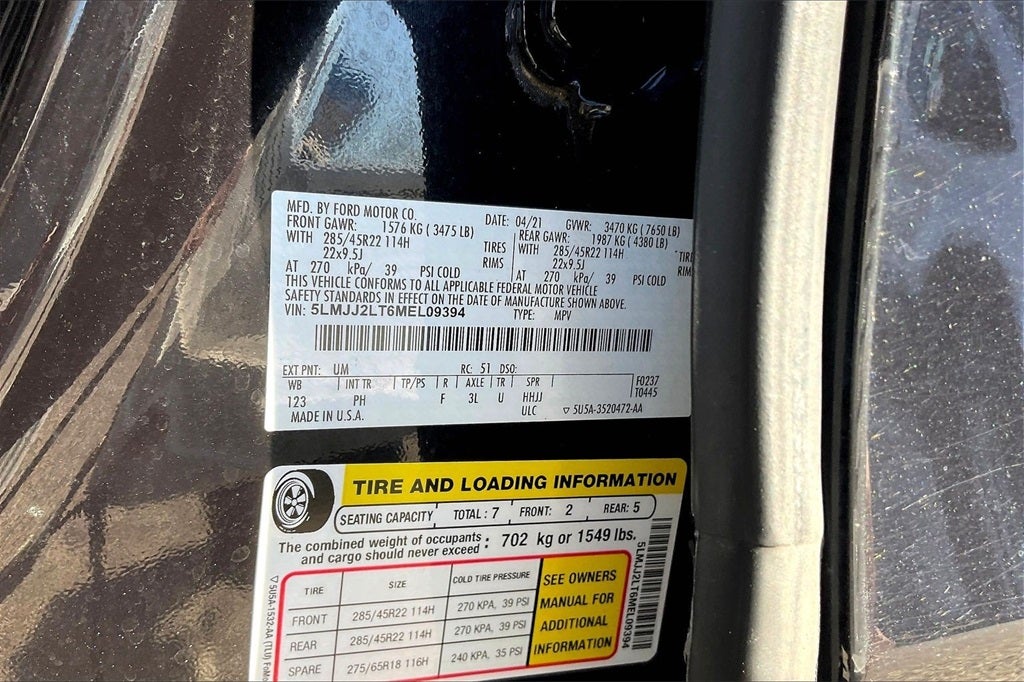 MFD. BY FORD MOTOR CO. DATE: 04/21 GVWR: 3470 KG ( 7650 LB)
FRONT GAWR: 1576 KG ( 3475 LB) REAR GAWR: 1987 KG ( 4380 LB)
WITH 285/45R22 114H TIRES WITH 285/45R22 114H TIRE
22x9.5J RIMS 22x9.5J RIM
AT 270 kPa/ 39 PSI COLD AT 270 kPa/ 39 PSI COLD
THIS VEHICLE CONFORMS TO ALL APPLICABLE FEDERAL MOTOR VEHICLE
SAFETY STANDARDS IN EFFECT ON THE DATE OF MANUFACTURE SHOWN ABOVE.
VIN: 5LMJJ2LT6MEL09394 TYPE: MPV
EXT PNT: UM RC: 51 DSO:
WB INT TR TP/PS R AXLE TR SPR F0237
123 PH F 3L U HHJJ T0445
MADE IN U.S.A. ULC ▽ 5U5A-3520472-AA
TIRE AND LOADING INFORMATION
SEATING CAPACITY TOTAL : 7 FRONT: 2 REAR: 5
The combined weight of occupants
and cargo should never exceed : 702 kg or 1549 lbs.
TIRE SIZE COLD TIRE PRESSURE
FRONT 285/45R22 114H 270 KPA, 39 PSI
REAR 285/45R22 114H 270 KPA, 39 PSI
SPARE 275/65R18 116H 240 KPA, 35 PSI
SEE OWNERS
MANUAL FOR
ADDITIONAL
INFORMATION
5LMJJ2LT6MEL09394
▽ 5U5A-1532-AA (TLU) FoM